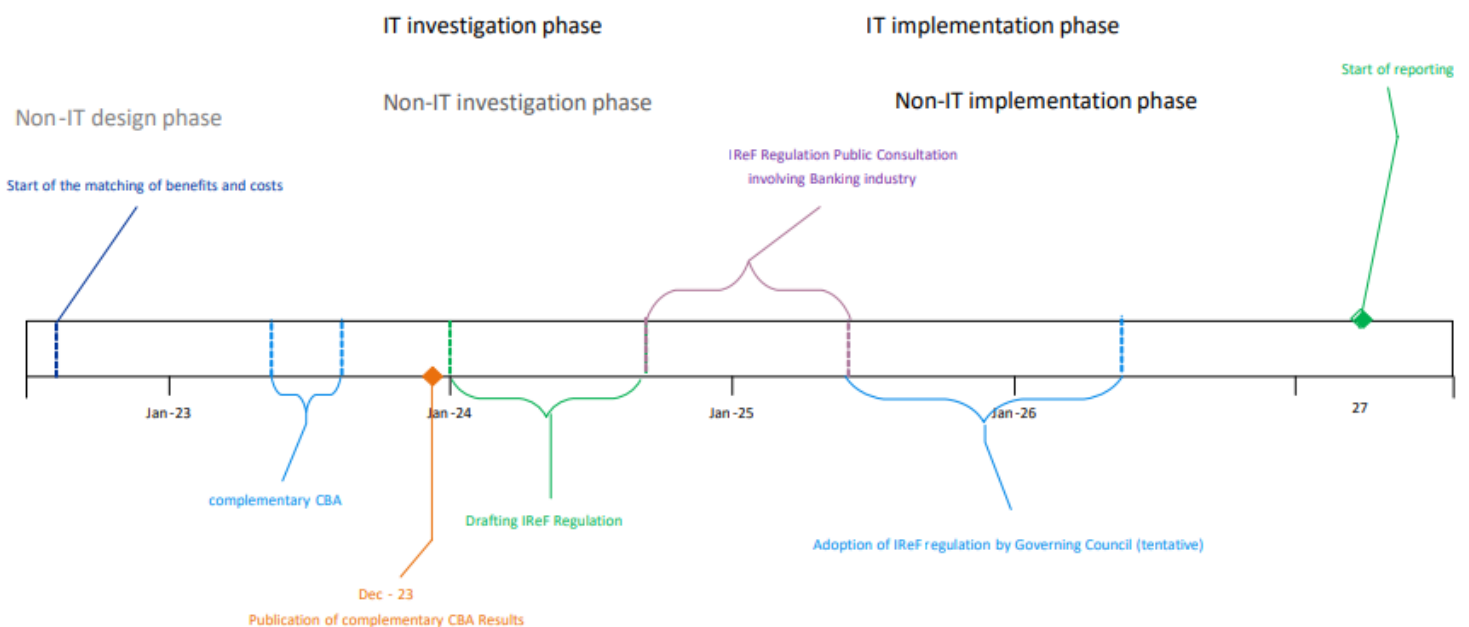 IT investigation phase
IT implementation phase
Start of reporting
Non-IT investigation phase
Non-IT implementation phase
Non-IT design phase
IReF Regulation Public Consultation
involving Banking industry
Start of the matching of benefits and costs
Jan-23
Jan-24
Jan-25
Jan-26
27
complementary CBA
Drafting IReF Regulation
Adoption of IReF regulation by Governing Council (tentative)
Dec - 23
Publication of complementary CBA Results